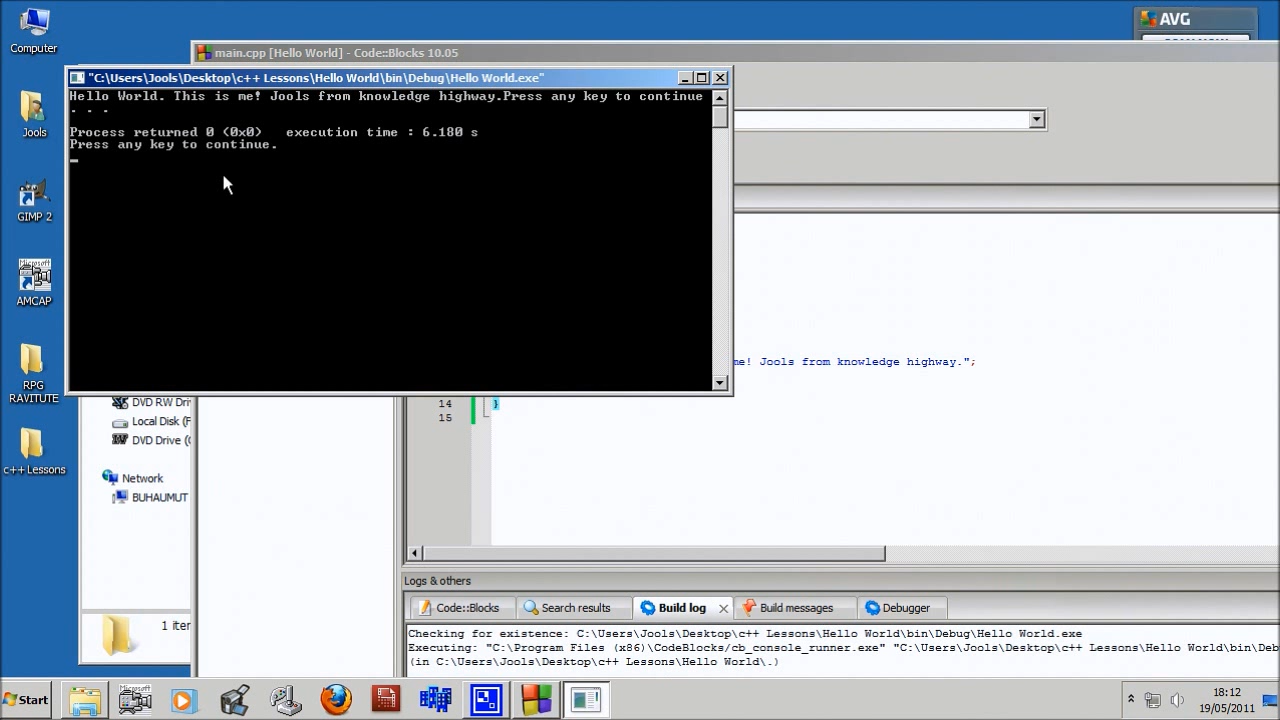 Computer
Jools
GIMP 2
AMCAP
RPG
RAVITUTE
c++ Lessons
AVG
main.cpp [Hello World] - Code::Blocks 10.05
"C:\Users\Jools\Desktop\c++ Lessons\Hello World\bin\Debug\Hello World.exe"
Hello World. This is me! Jools from knowledge highway.Press any key to continue
. . .
Process returned 0 (0x0)   execution time : 6.180 s
Press any key to continue.
me! Jools from knowledge highway.";
14 }
15
DVD RW Dri
Local Disk (F
DVD Drive (
Network
BUHAUMUT
1 iter
Logs & others
Code::Blocks
Search results
Build log
Build messages
Debugger
Checking for existence: C:\Users\Jools\Desktop\c++ Lessons\Hello World\bin\Debug\Hello World.exe
Executing: "C:\Program Files (x86)\CodeBlocks/cb_console_runner.exe" "C:\Users\Jools\Desktop\c++ Lessons\Hello World\bin\Deb
(in C:\Users\Jools\Desktop\c++ Lessons\Hello World\.)
Start
18:12
19/05/2011